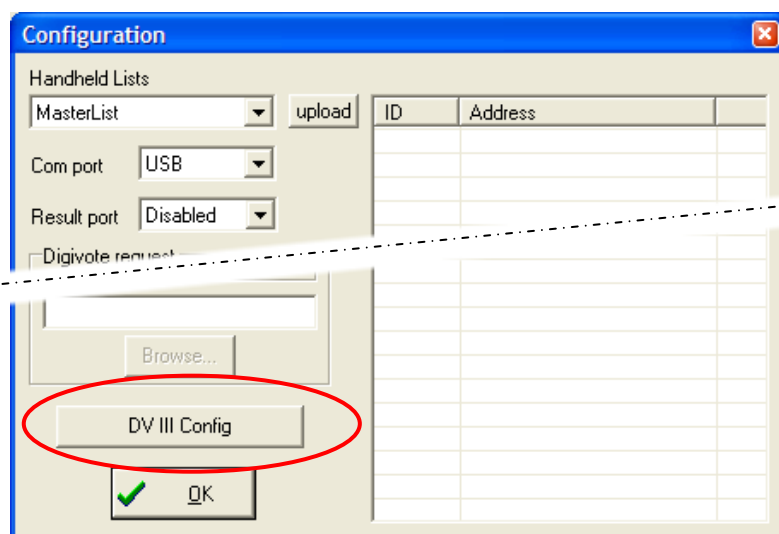 Configuration
Handheld Lists
MasterList
upload
ID Address
Com port USB
Result port Disabled
Digivote request
Browse...
DV III Config
OK